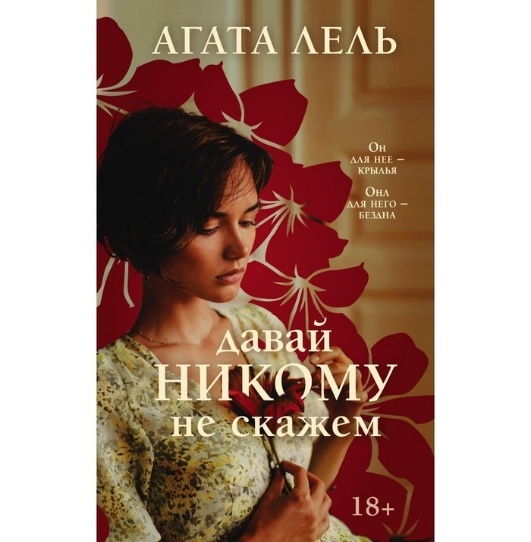 АГАТА ЛЕЛЬ
Он
для нее –
крылья
Она
для него –
бездна
давай
НИКОМУ
не скажем
18+